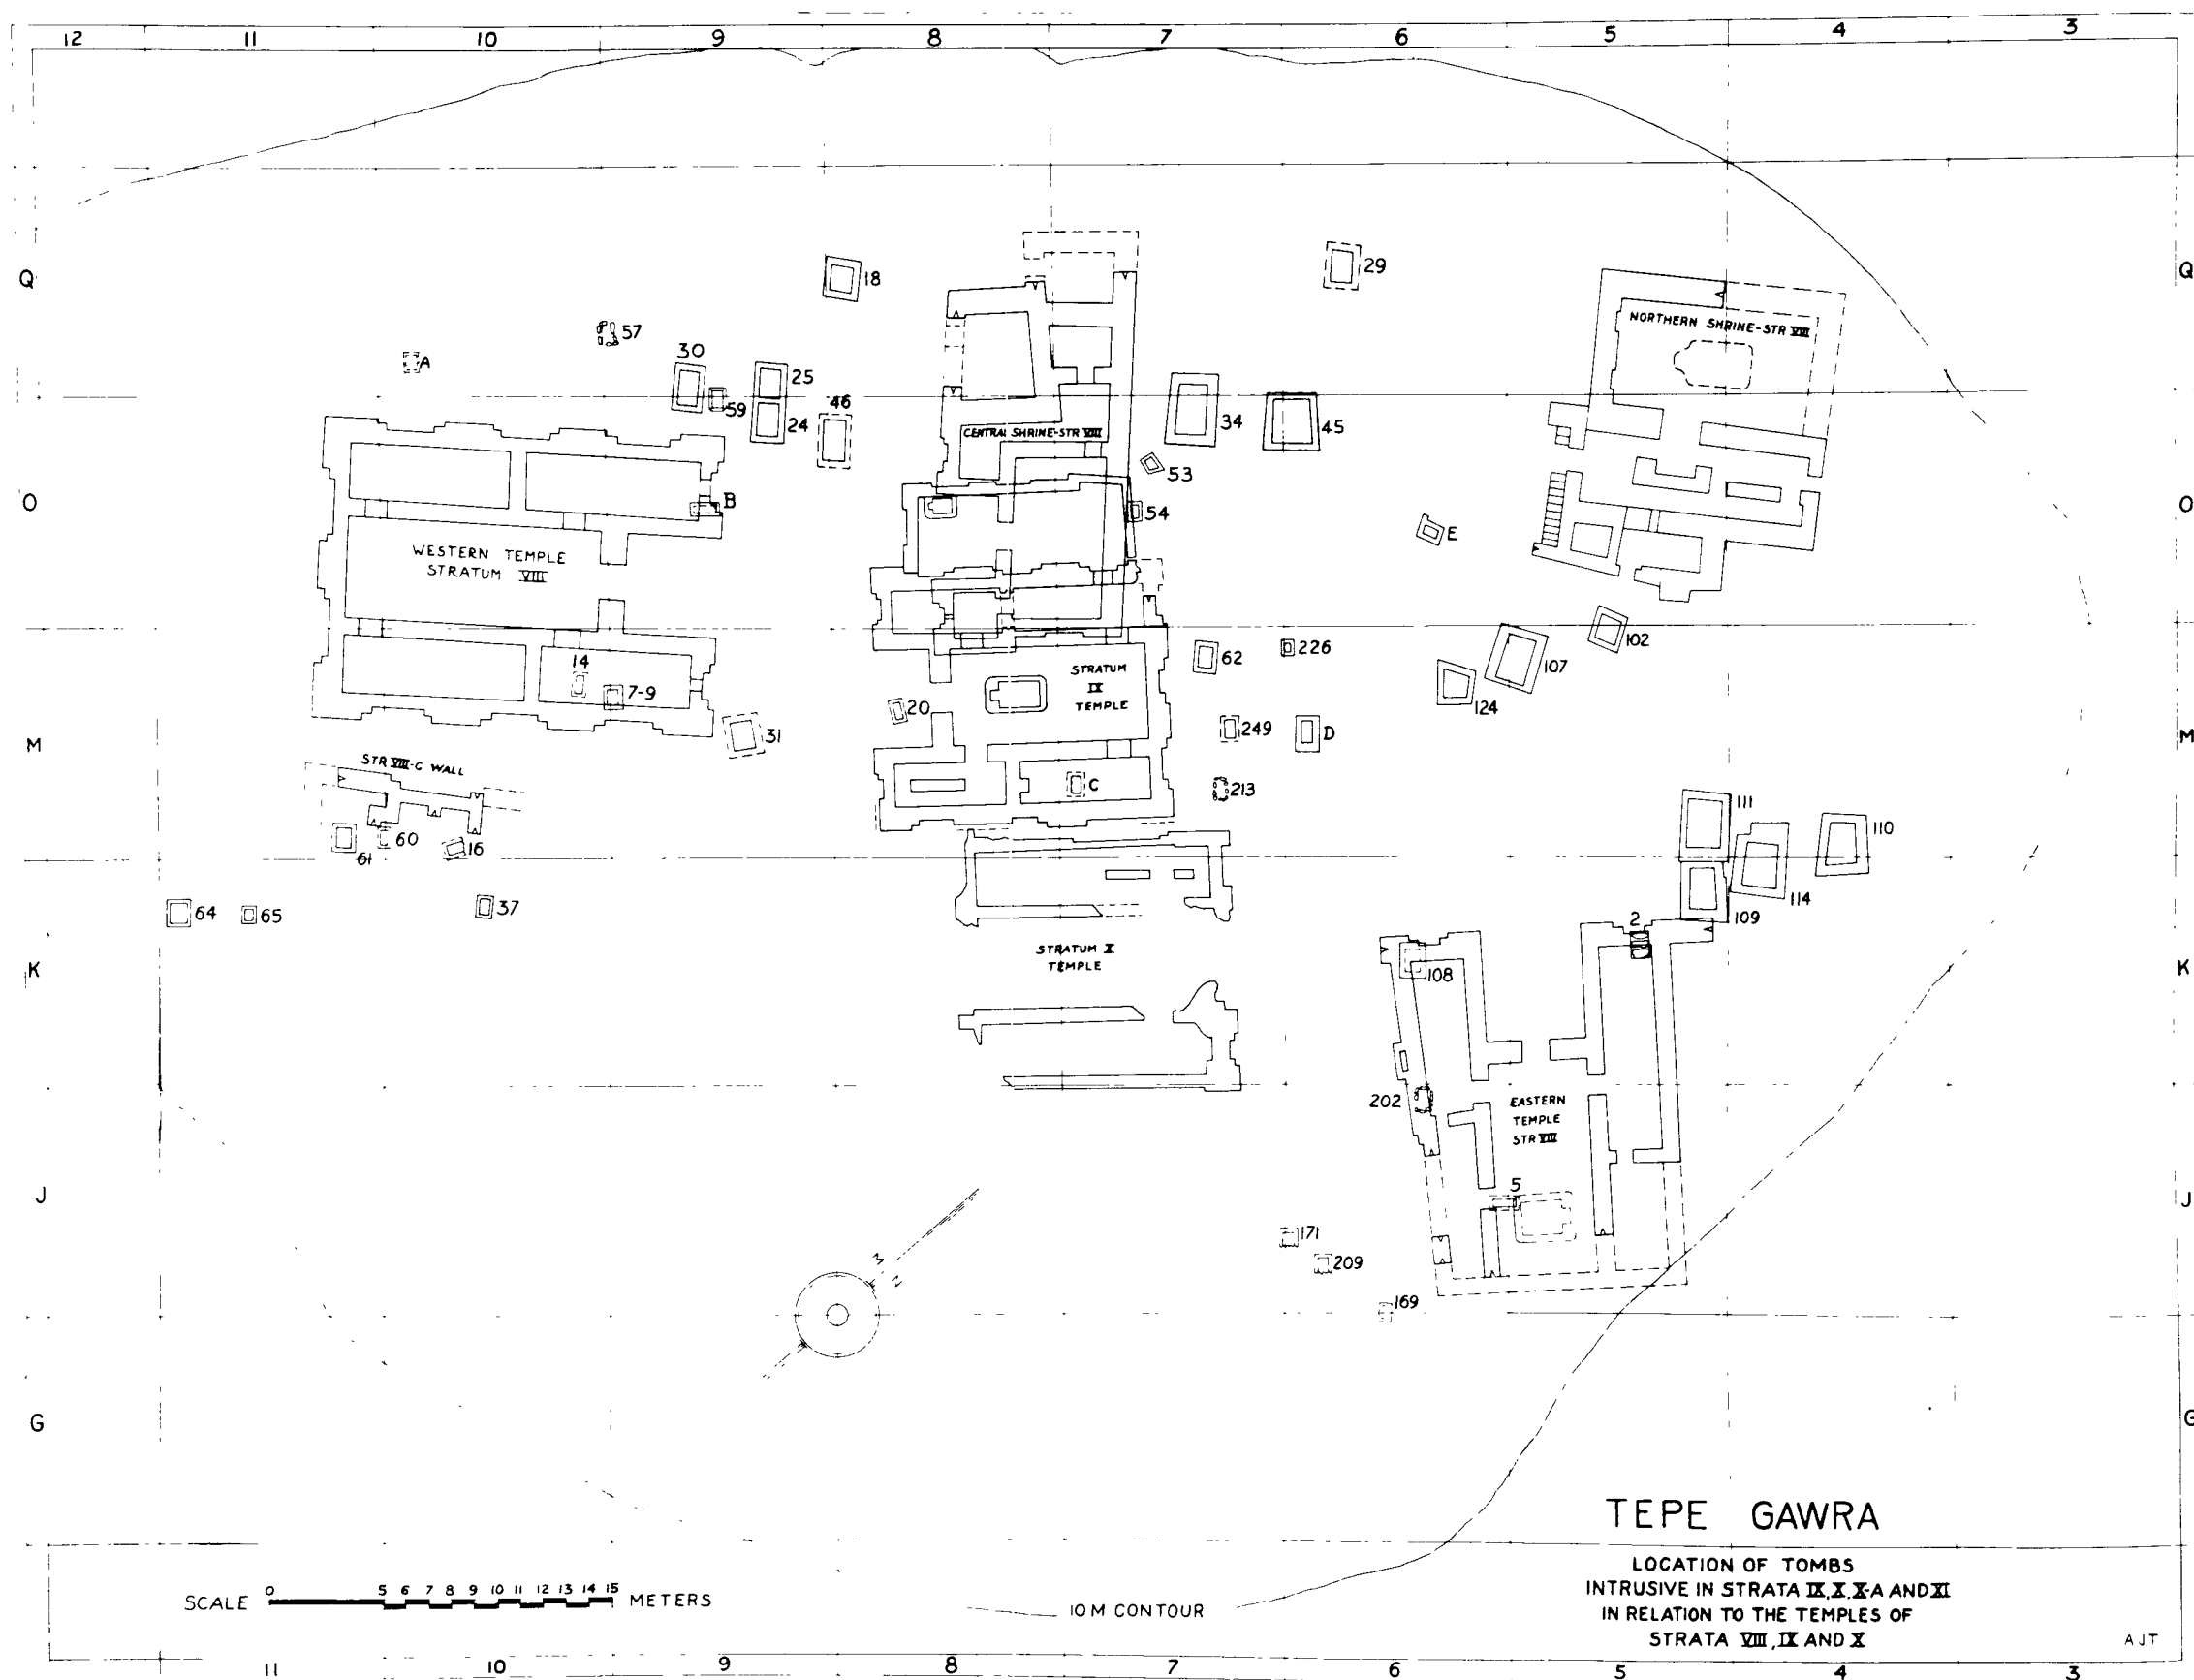 12 11 10 9 8 7 6 5 4 3
Q Q
18
29
NORTHERN SHRINE-STR VIII
57
A
30
25
59
24
46
34
45
CENTRAL SHRINE-STR VIII
53
O O
B
54
E
WESTERN TEMPLE
STRATUM VIII
102
107
124
62
226
14
7-9
STRATUM
IX
TEMPLE
20
31
249
D
M M
STR VIII-C WALL
C
213
111
110
60
61
16
114
64
65
37
109
2
STRATUM X
TEMPLE
K K
108
202
EASTERN
TEMPLE
STR VIII
5
J J
171
209
169
N
G G
TEPE GAWRA
LOCATION OF TOMBS
INTRUSIVE IN STRATA IX, X, X-A AND XI
IN RELATION TO THE TEMPLES OF
STRATA VIII, IX AND X
AJT
SCALE 0 5 6 7 8 9 10 11 12 13 14 15 METERS
10 M CONTOUR
11 10 9 8 7 6 5 4 3